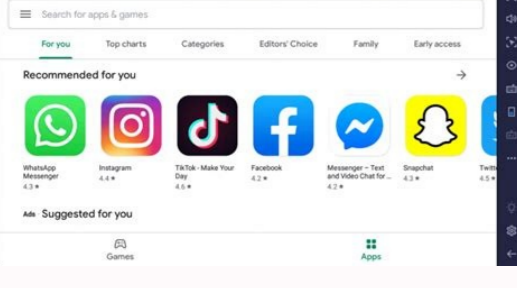 Search for apps & games
For you Top charts Categories Editors' Choice Family Early access
Recommended for you
WhatsApp Messenger 4.3 ★
Instagram 4.4 ★
TikTok - Make Your Day 4.6 ★
Facebook 4.2 ★
Messenger – Text and Video Chat for ... 4.2 ★
Snapchat 4.3 ★
Twitt 4.5 ★
Ads · Suggested for you
Games Apps